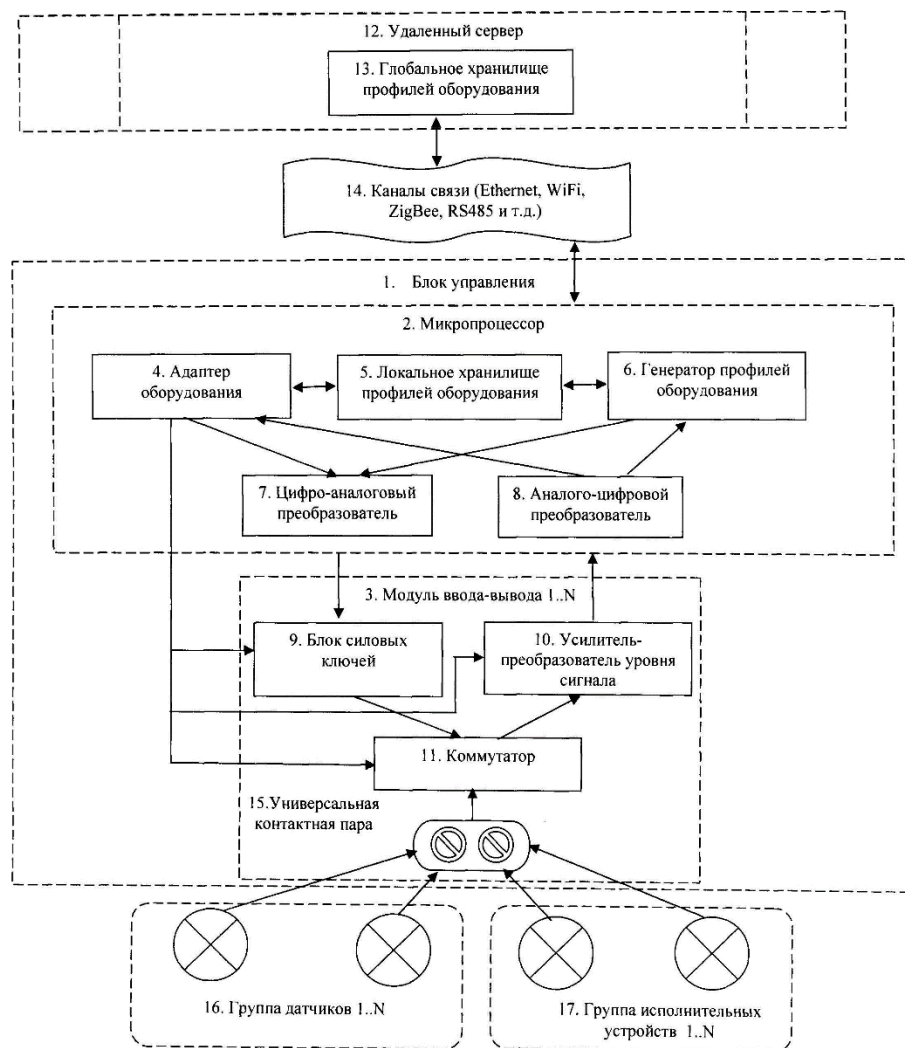 12. Удаленный сервер
13. Глобальное хранилище
профилей оборудования
14. Каналы связи (Ethernet, WiFi,
ZigBee, RS485 и т.д.)
1. Блок управления
2. Микропроцессор
4. Адаптер
оборудования
5. Локальное хранилище
профилей оборудования
6. Генератор профилей
оборудования
7. Цифро-аналоговый
преобразователь
8. Аналого-цифровой
преобразователь
3. Модуль ввода-вывода 1..N
9. Блок силовых
ключей
10. Усилитель-
преобразователь уровня
сигнала
11. Коммутатор
15.Универсальная
контактная пара
16. Группа датчиков 1..N
17. Группа исполнительных
устройств 1..N